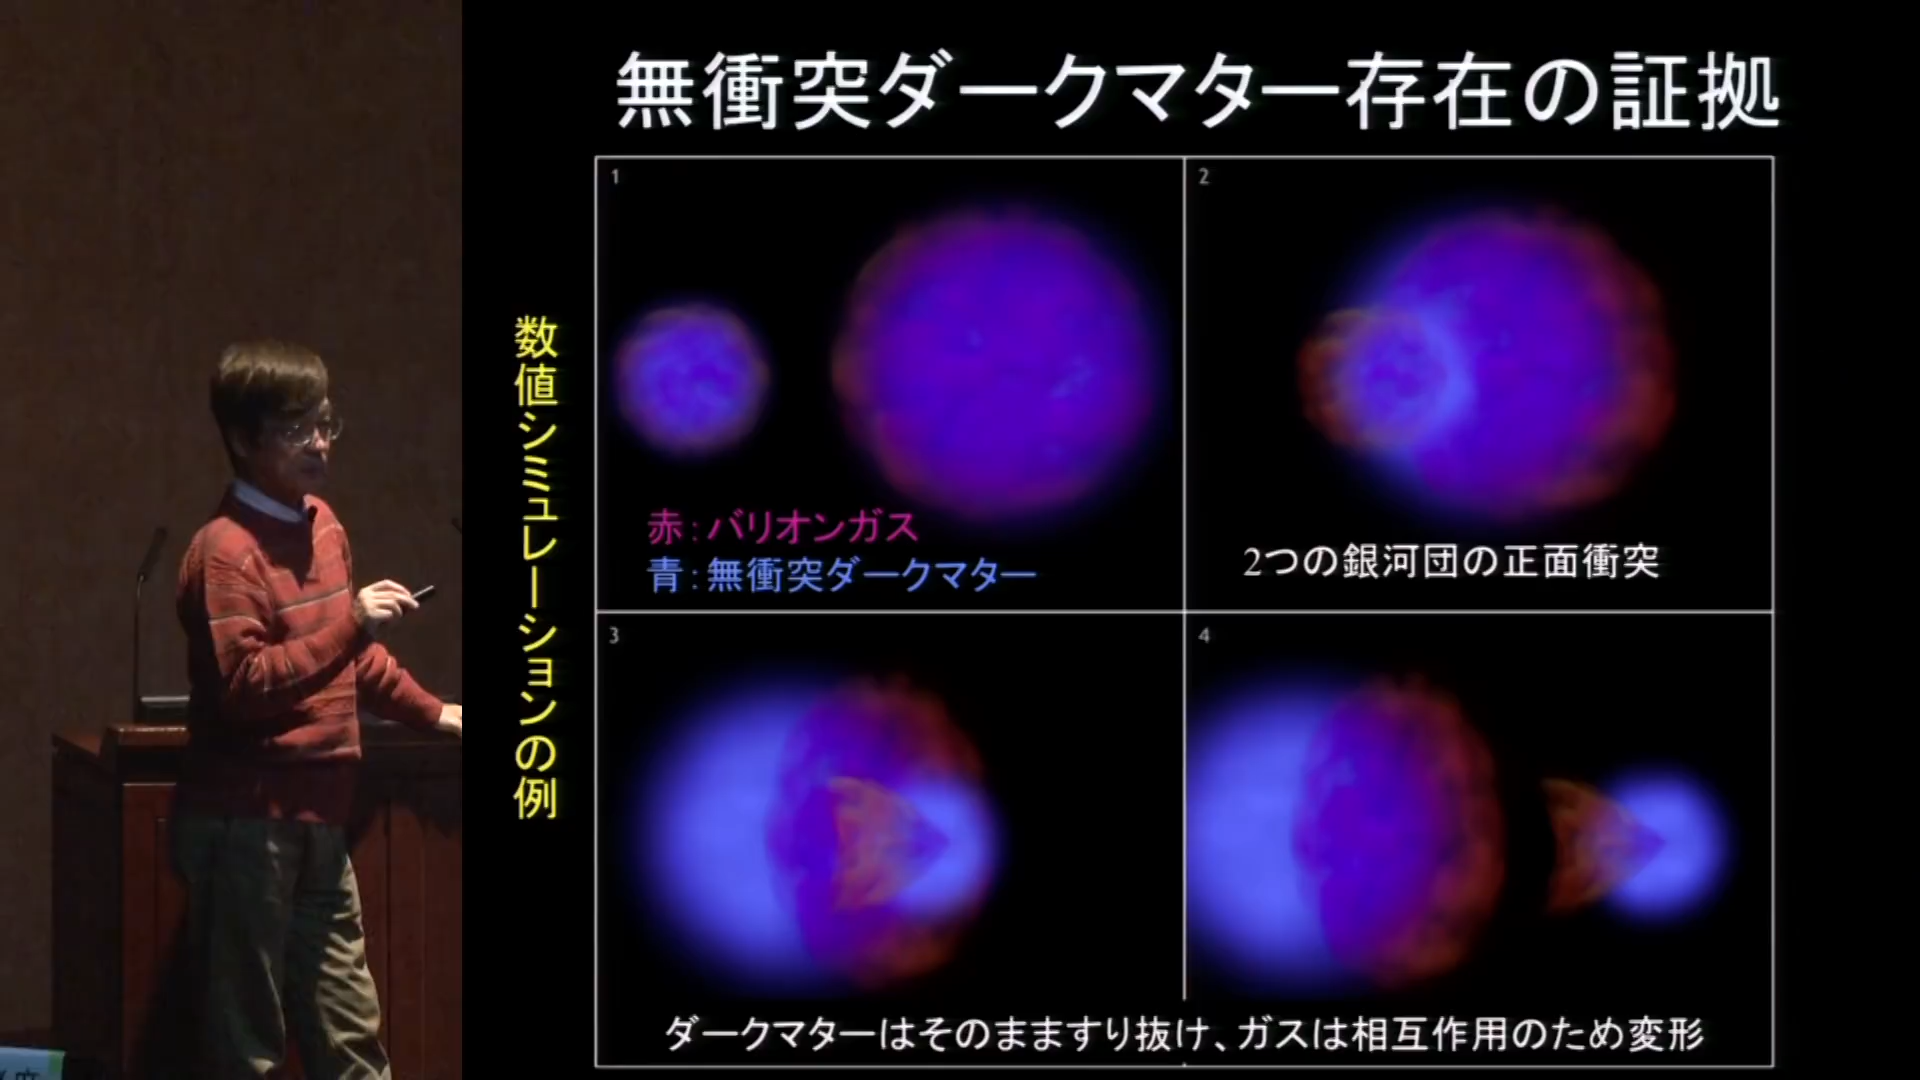 無衝突ダークマター存在の証拠
数値シミュレーションの例
1
2
赤：バリオンガス
青：無衝突ダークマター
2つの銀河団の正面衝突
3
4
ダークマターはそのまますり抜け、ガスは相互作用のため変形